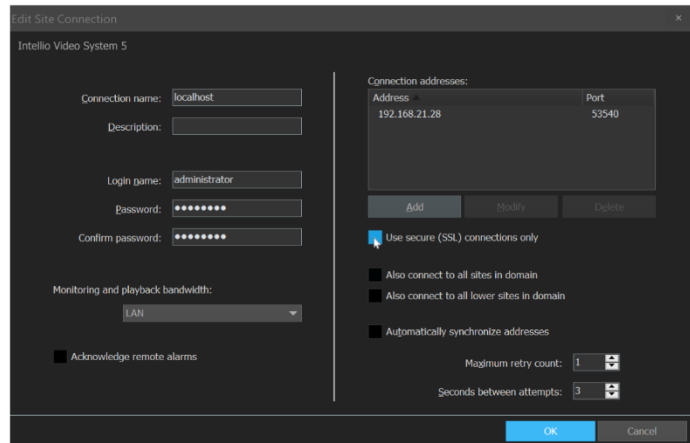 Edit Site Connection
Intellio Video System 5
Connection name: localhost
Description:
Login name: administrator
Password: ●●●●●●●●
Confirm password: ●●●●●●●●
Monitoring and playback bandwidth:
LAN
Acknowledge remote alarms
Connection addresses:
Address Port
192.168.21.28 53540
Add Modify Delete
Use secure (SSL) connections only
Also connect to all sites in domain
Also connect to all lower sites in domain
Automatically synchronize addresses
Maximum retry count: 1
Seconds between attempts: 3
OK Cancel